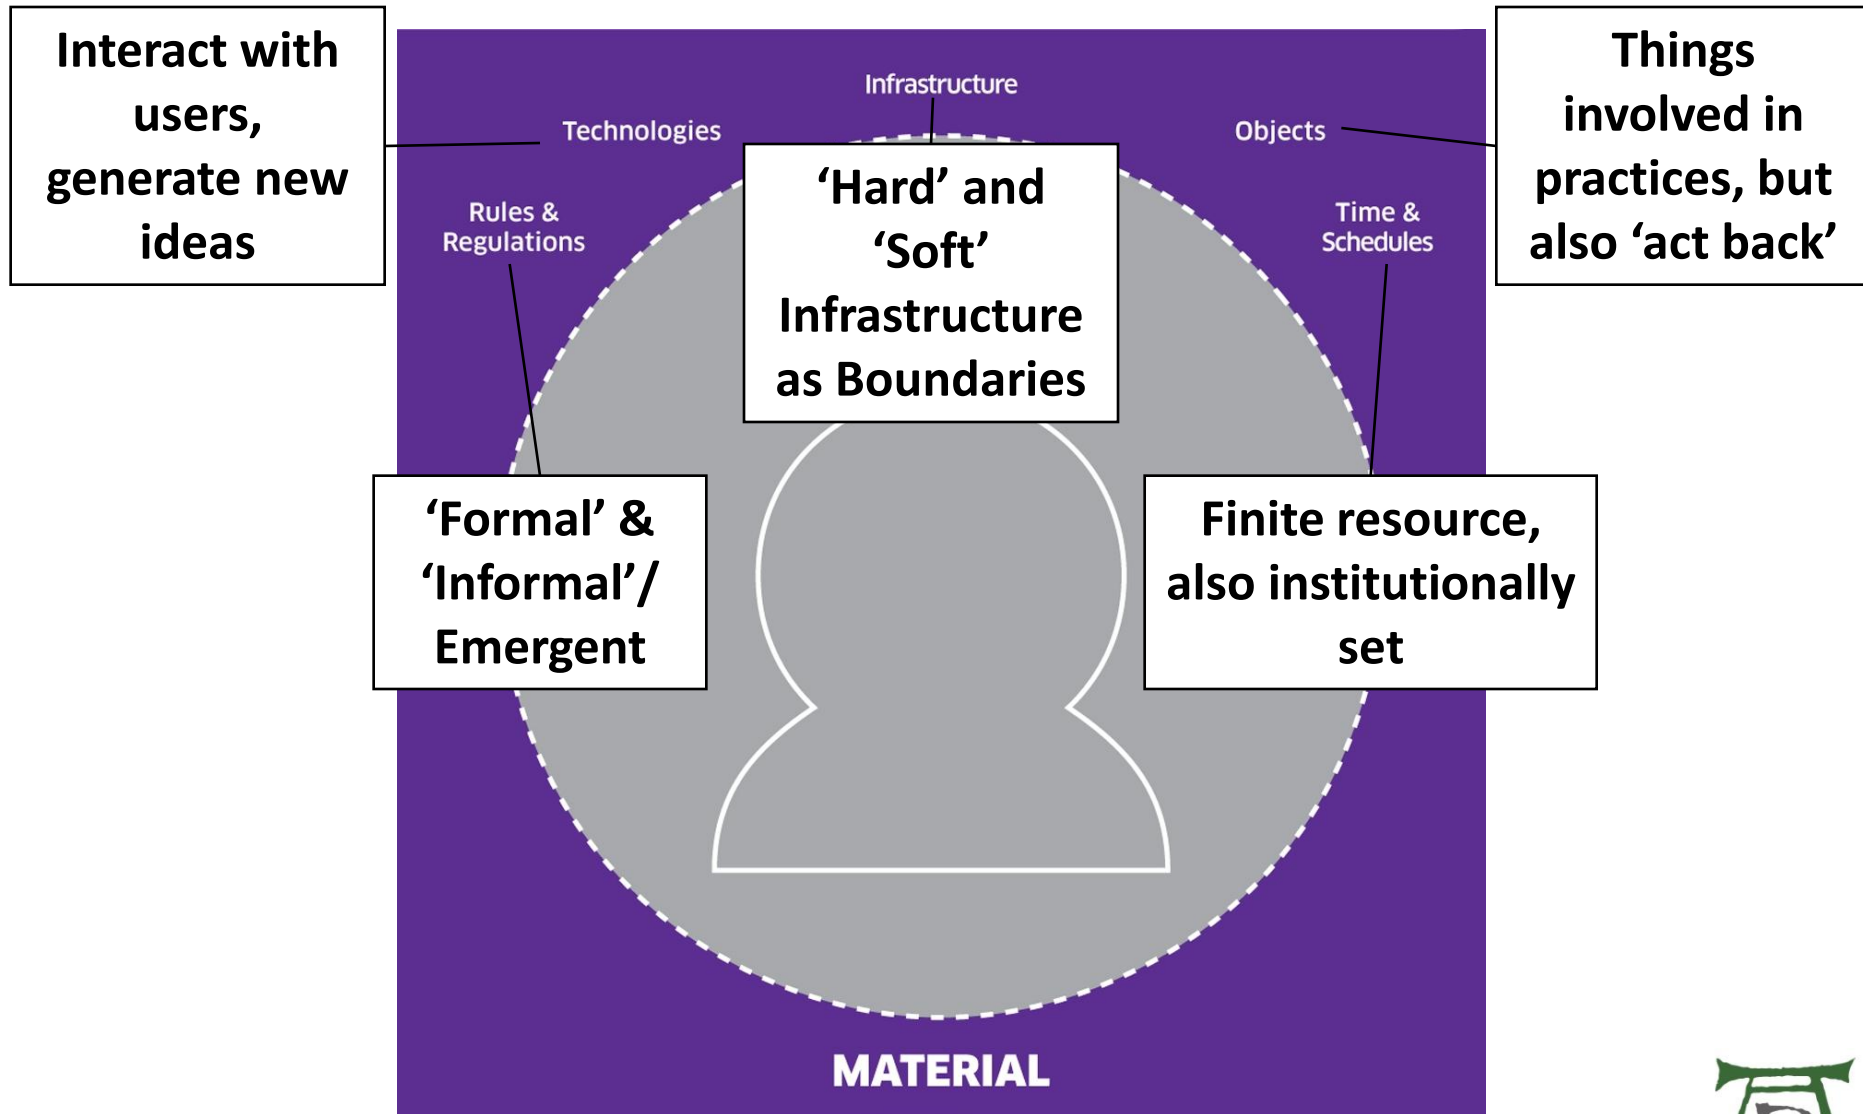 Interact with
users,
generate new
ideas
Infrastructure
Technologies
Objects
Rules &
Regulations
Time &
Schedules
Things
involved in
practices, but
also ‘act back’
‘Hard’ and
‘Soft’
Infrastructure
as Boundaries
‘Formal’ &
‘Informal’/
Emergent
Finite resource,
also institutionally
set
MATERIAL